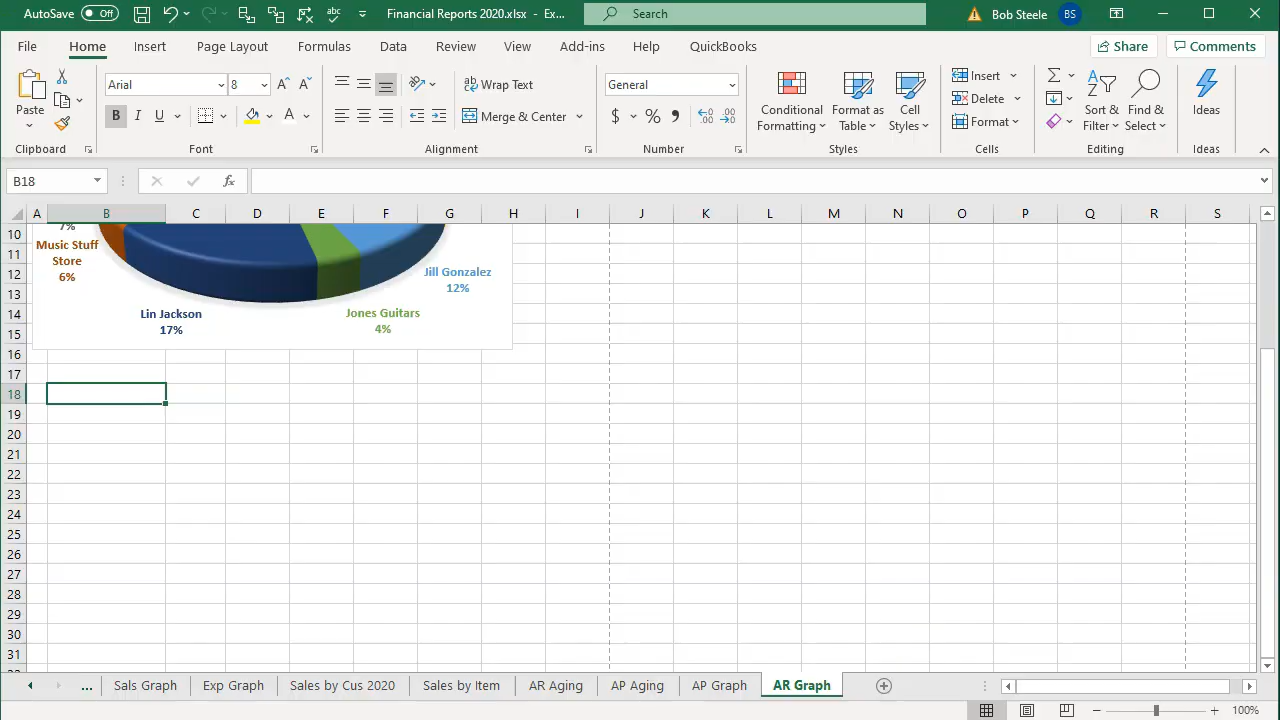 AutoSave Off Financial Reports 2020.xlsx - Ex... Search Bob Steele BS
File Home Insert Page Layout Formulas Data Review View Add-ins Help QuickBooks Share Comments
Paste
Clipboard
Arial 8
B I U
Font
Wrap Text
Merge & Center
Alignment
General
$ % ,
Number
Conditional Formatting
Format as Table
Cell Styles
Styles
Insert
Delete
Format
Cells
Sort & Filter
Find & Select
Editing
Ideas
Ideas
B18 fx
A B C D E F G H I J K L M N O P Q R S
10
11
12
13
14
15
16
17
18
19
20
21
22
23
24
25
26
27
28
29
30
31
7%
Music Stuff
Store
6%
Lin Jackson
17%
Jones Guitars
4%
Jill Gonzalez
12%
... Sals Graph Exp Graph Sales by Cus 2020 Sales by Item AR Aging AP Aging AP Graph AR Graph
100%